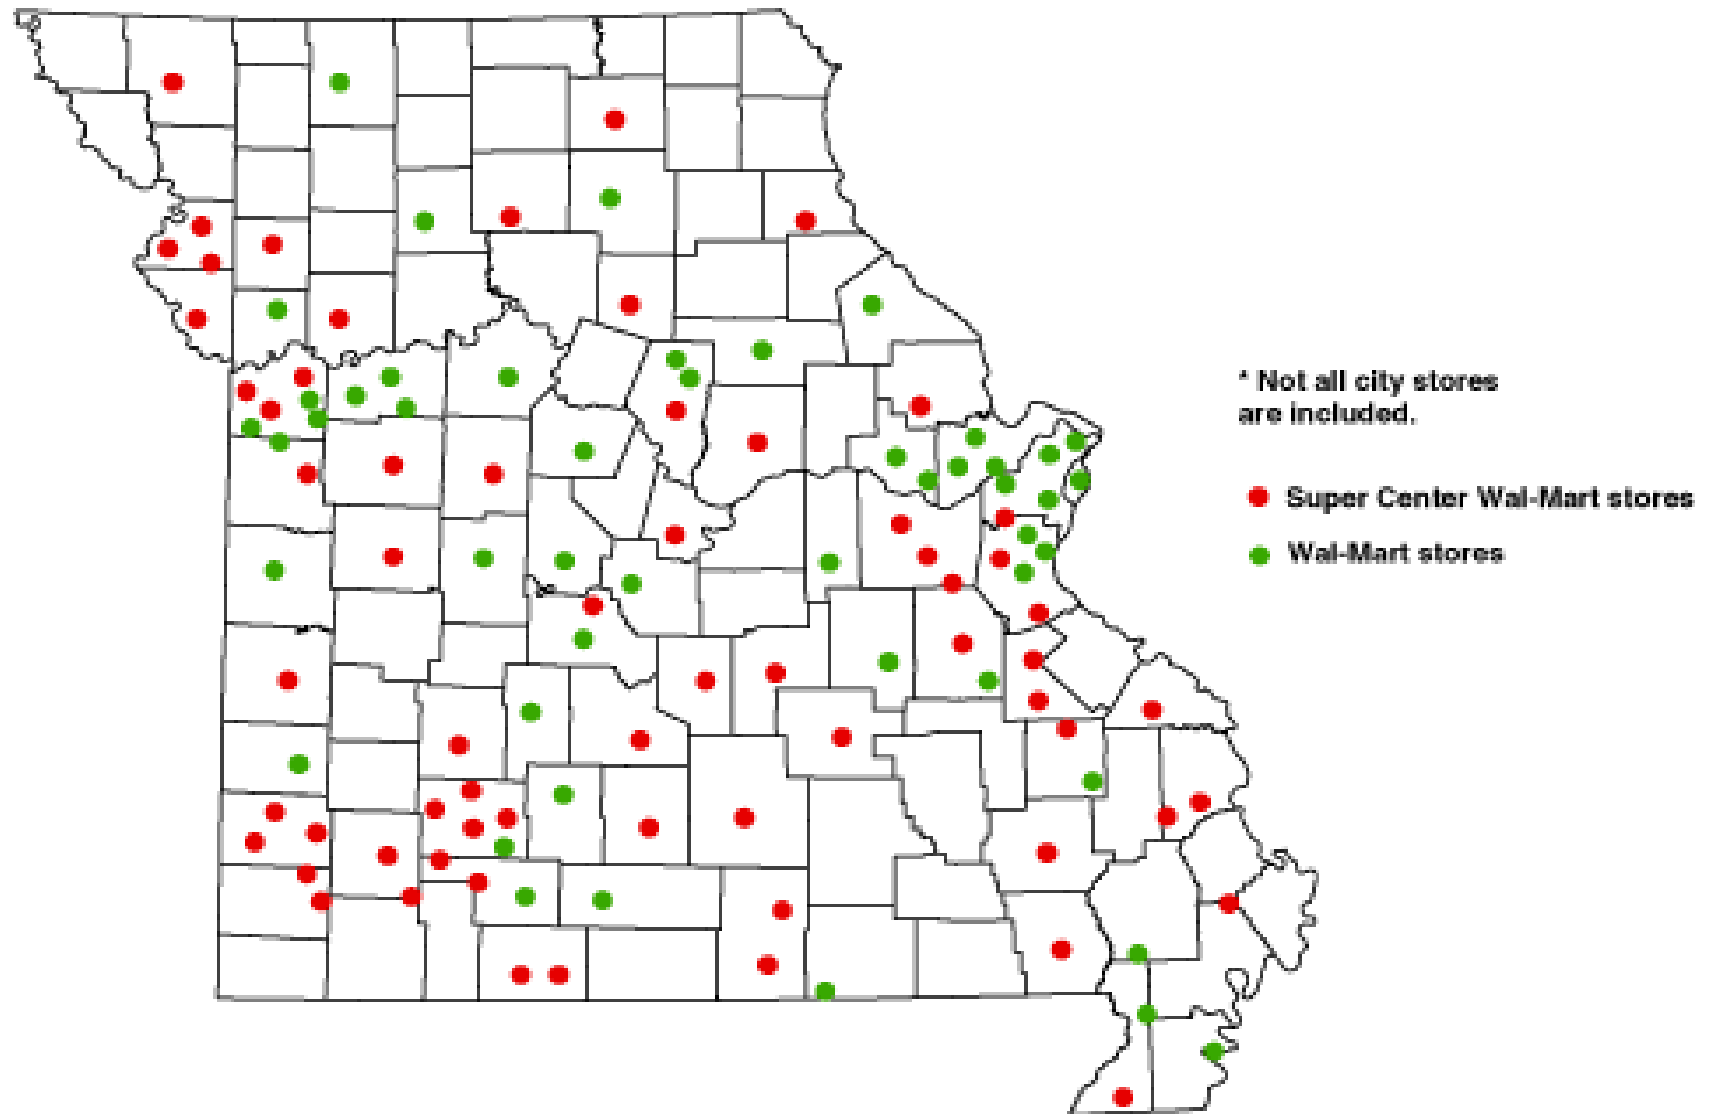 * Not all city stores
are included.
Super Center Wal-Mart stores
Wal-Mart stores